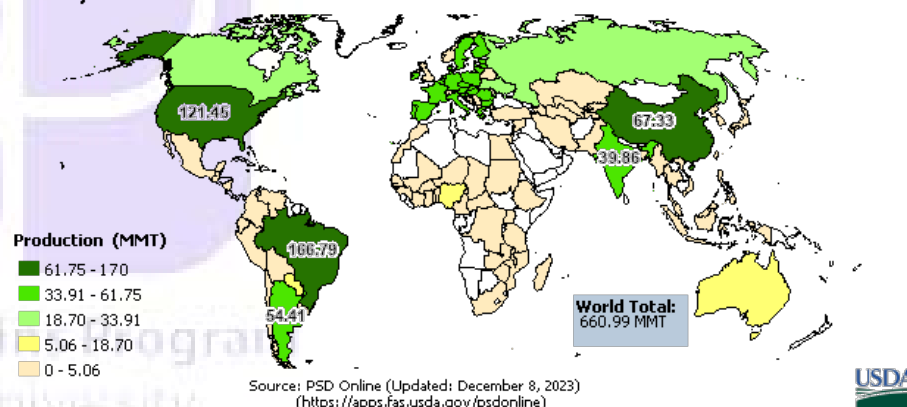 121.45
67.33
39.86
166.79
54.41
Production (MMT)
61.75 - 170
33.91 - 61.75
18.70 - 33.91
5.06 - 18.70
0 - 5.06
World Total:
660.99 MMT
Program
Source: PSD Online (Updated: December 8, 2023)
(https://apps.fas.usda.gov/psdonline)
USDA